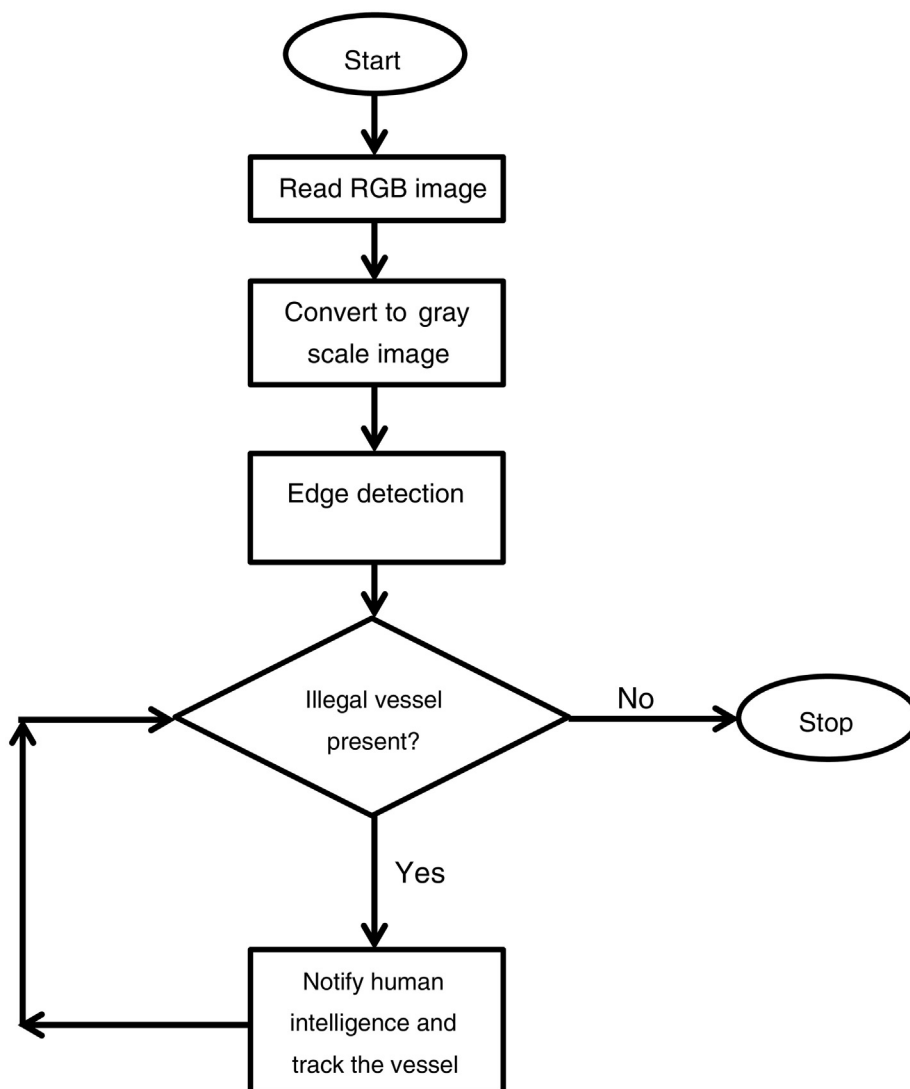 Start
Read RGB image
Convert to gray
scale image
Edge detection
Illegal vessel
present?
No
Stop
Yes
Notify human
intelligence and
track the vessel